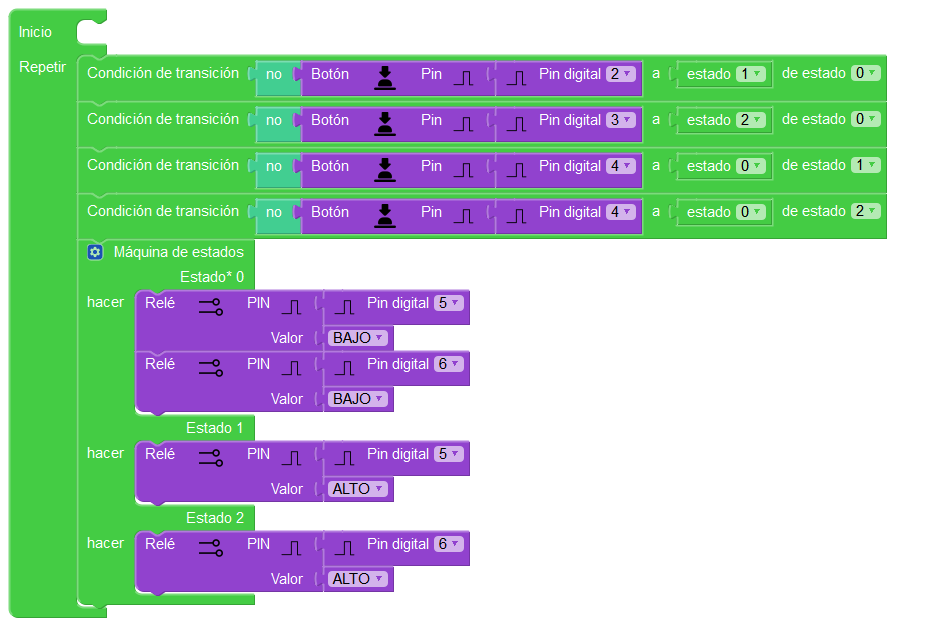 Inicio
Repetir
Condición de transición no Botón Pin Pin digital 2 a estado 1 de estado 0
Condición de transición no Botón Pin Pin digital 3 a estado 2 de estado 0
Condición de transición no Botón Pin Pin digital 4 a estado 0 de estado 1
Condición de transición no Botón Pin Pin digital 4 a estado 0 de estado 2
Máquina de estados
Estado* 0
hacer Relé PIN Pin digital 5
Valor BAJO
Relé PIN Pin digital 6
Valor BAJO
Estado 1
hacer Relé PIN Pin digital 5
Valor ALTO
Estado 2
hacer Relé PIN Pin digital 6
Valor ALTO